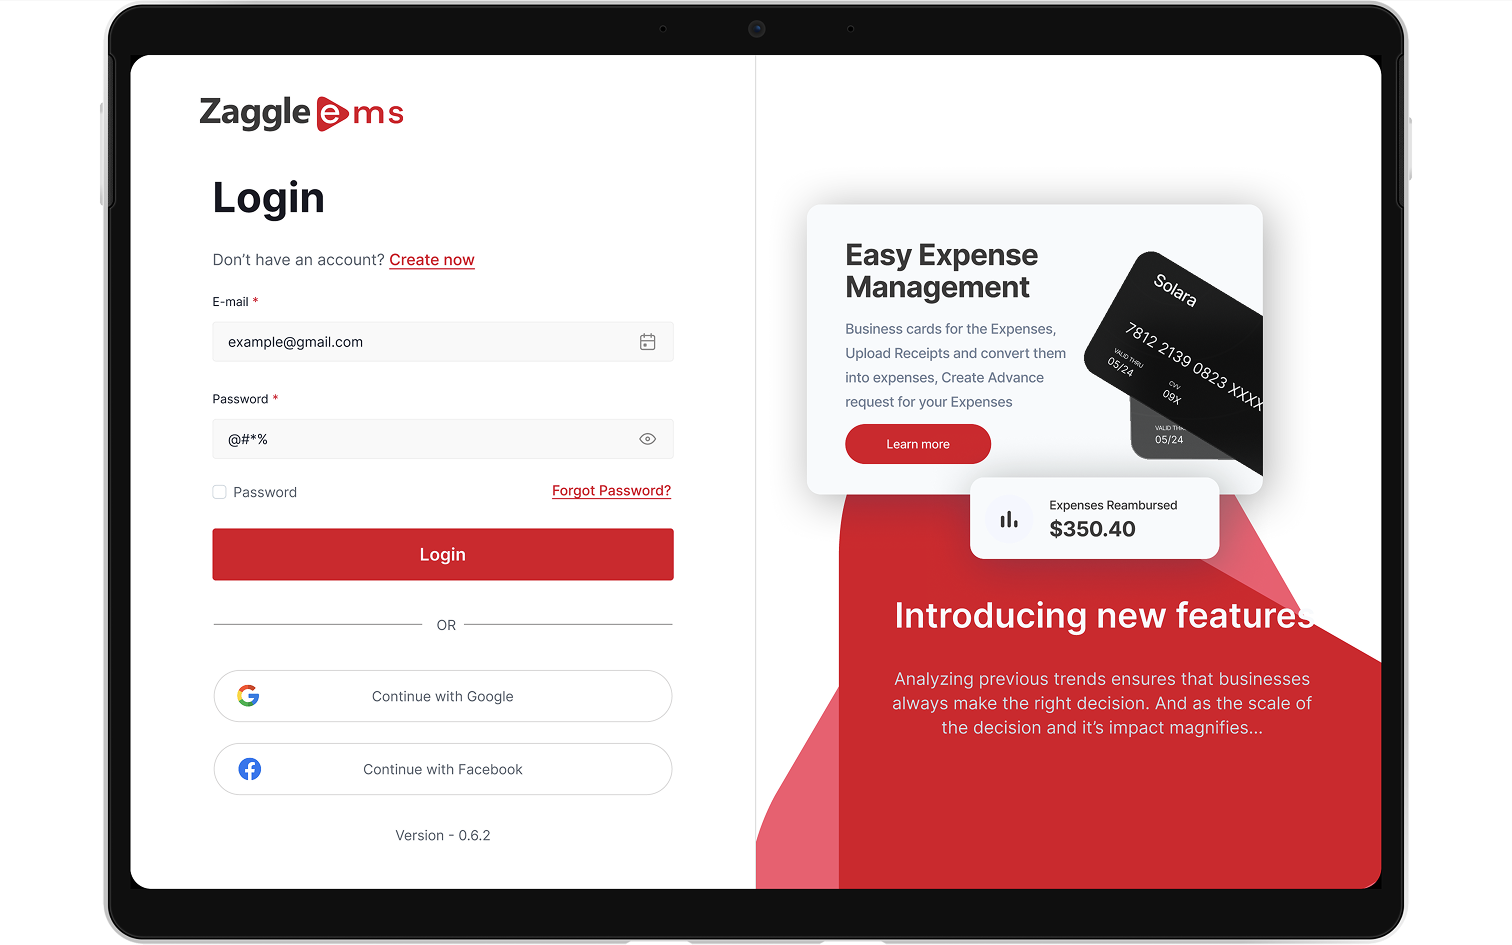 Zaggle ems
Login
Don’t have an account? Create now
E-mail *
example@gmail.com
Password *
@#*%
Password
Forgot Password?
Login
OR
Continue with Google
Continue with Facebook
Version - 0.6.2
Easy Expense
Management
Business cards for the Expenses,
Upload Receipts and convert them
into expenses, Create Advance
request for your Expenses
Learn more
Solara
7812 2139 0823 XXXX
VALID THRU
05/24
CVV
09X
VALID THRU
05/24
Expenses Reambursed
$350.40
Introducing new features
Analyzing previous trends ensures that businesses
always make the right decision. And as the scale of
the decision and it’s impact magnifies...